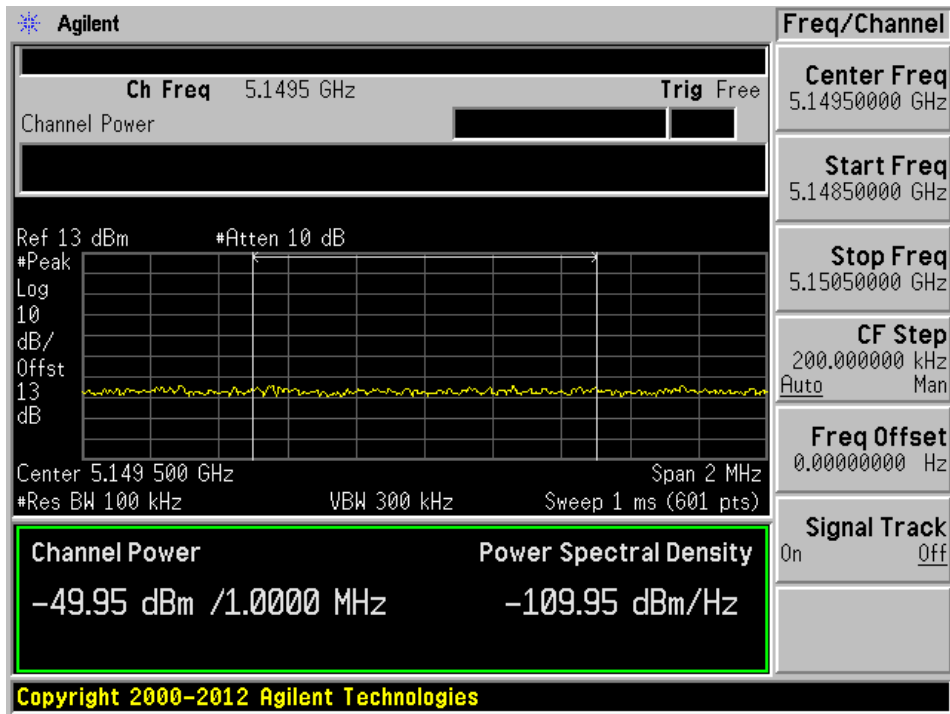 Agilent
Freq/Channel
Ch Freq 5.1495 GHz Trig Free
Channel Power
Center Freq
5.14950000 GHz
Start Freq
5.14850000 GHz
Stop Freq
5.15050000 GHz
CF Step
200.000000 kHz
Auto Man
Freq Offset
0.00000000 Hz
Signal Track
On Off
Ref 13 dBm #Atten 10 dB
#Peak
Log
10
dB/
Offst
13
dB
Center 5.149 500 GHz Span 2 MHz
#Res BW 100 kHz VBW 300 kHz Sweep 1 ms (601 pts)
Channel Power Power Spectral Density
-49.95 dBm /1.0000 MHz -109.95 dBm/Hz
Copyright 2000-2012 Agilent Technologies